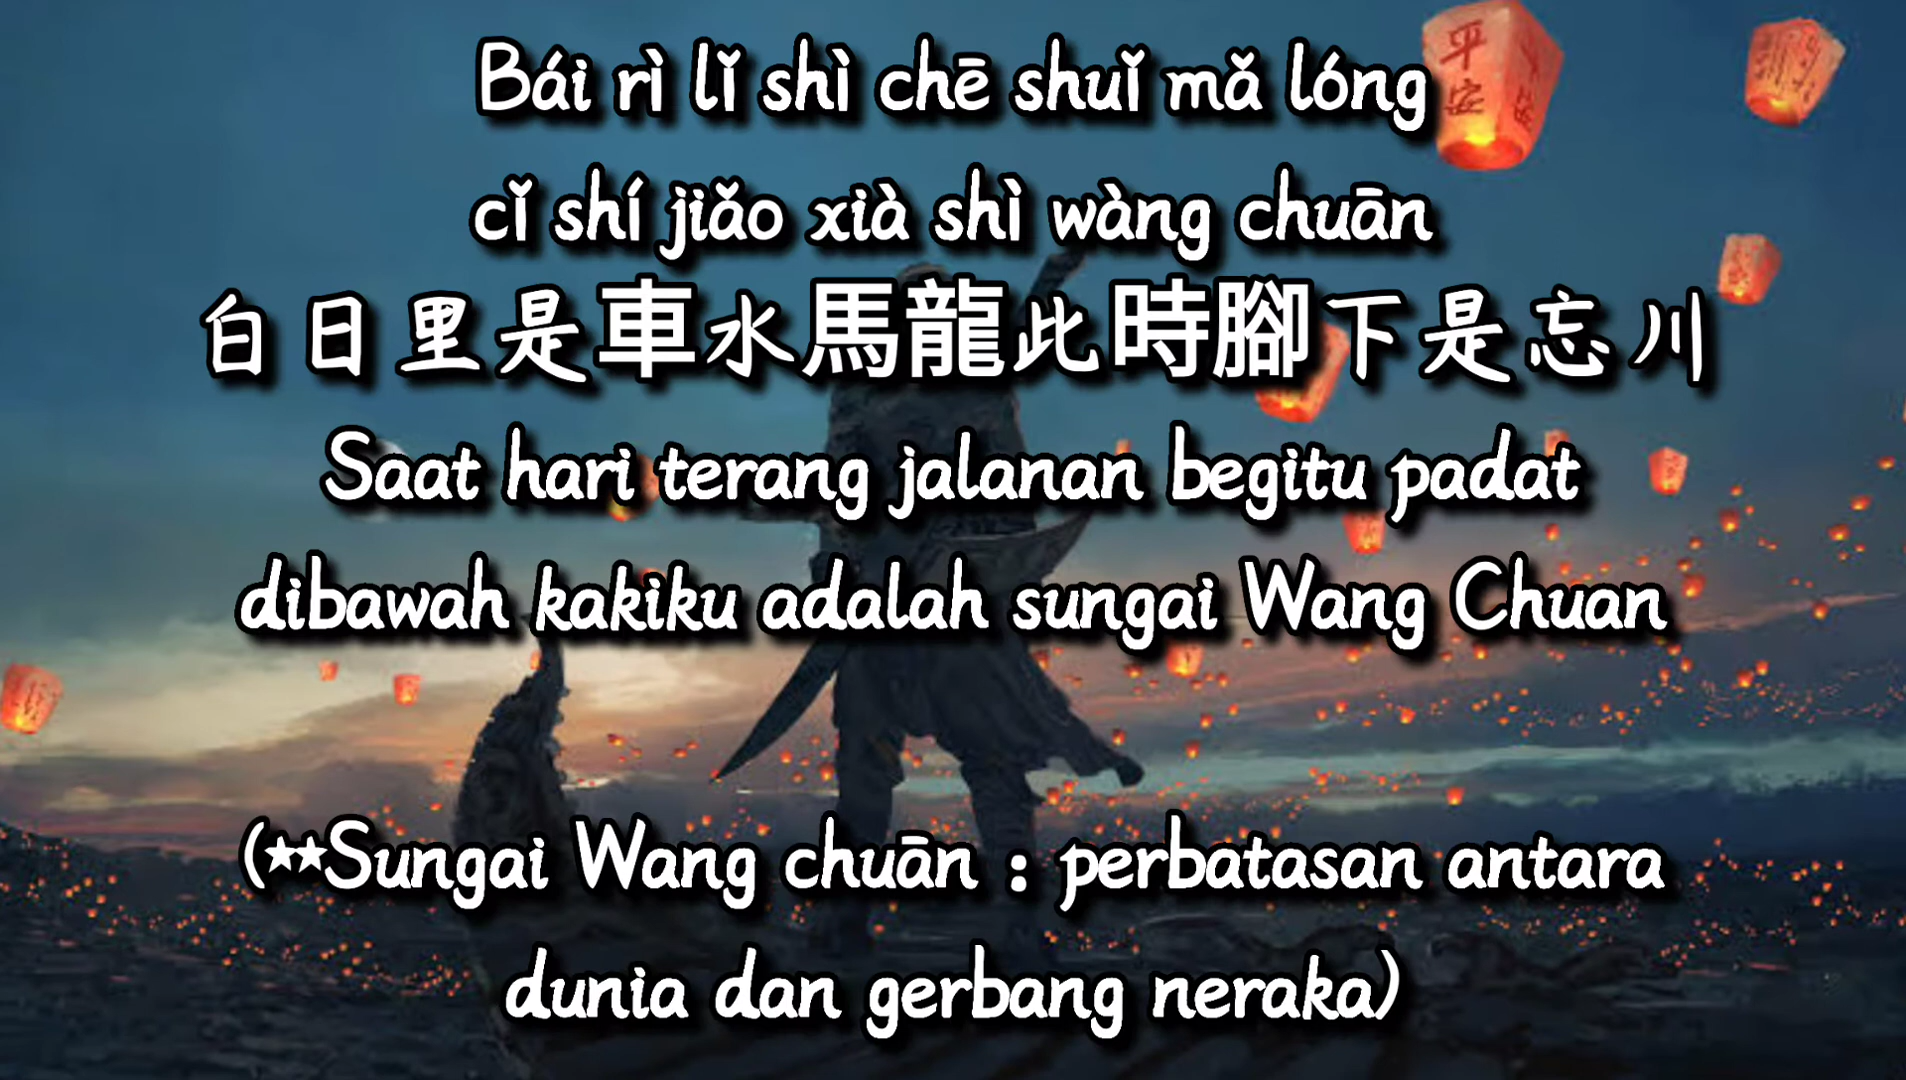 Bái rì lǐ shì chē shuǐ mǎ lóng
cǐ shí jiǎo xià shì wàng chuān
白日里是車水馬龍此時腳下是忘川
Saat hari terang jalanan begitu padat
dibawah kakiku adalah sungai Wang Chuan
(**Sungai Wang chuān : perbatasan antara
dunia dan gerbang neraka)
平安